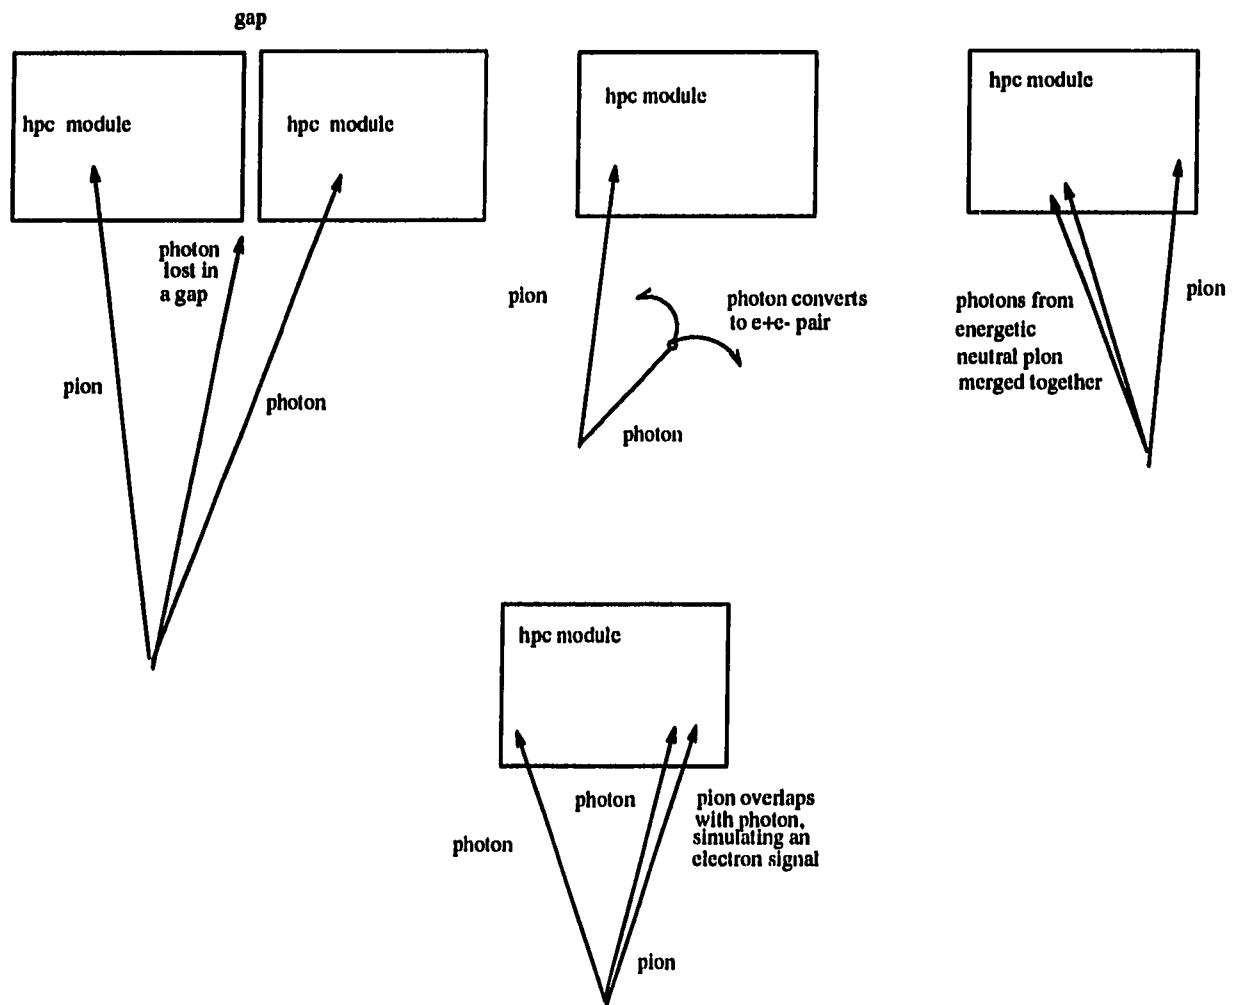 gap
hpc module
hpc module
photon
lost in
a gap
pion
photon
hpc module
pion
photon converts
to e+e- pair
photon
hpc module
photons from
energetic
neutral pion
merged together
pion
hpc module
photon
photon
pion overlaps
with photon,
simulating an
electron signal
pion